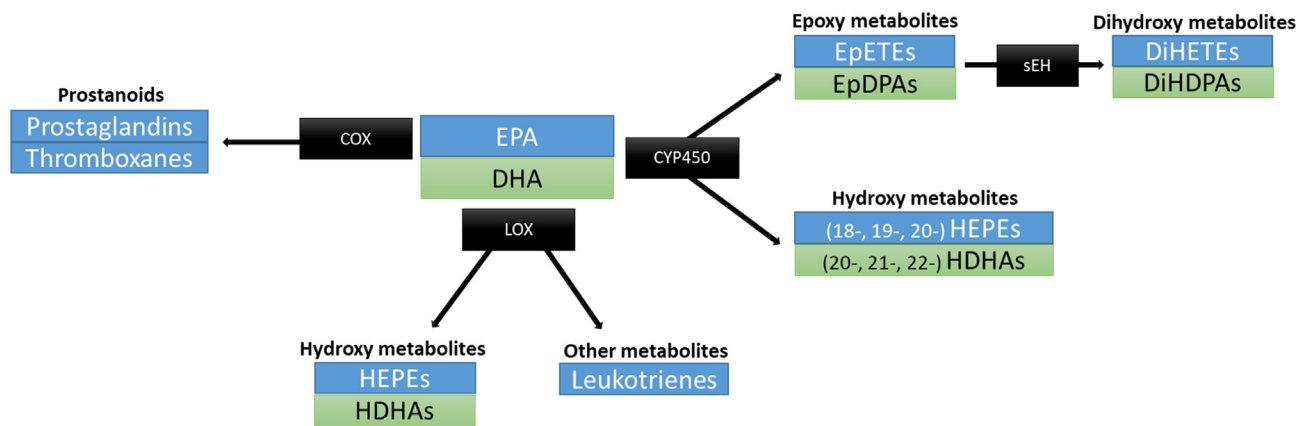 Epoxy metabolites
EpETEs
EpDPAs
sEH
Dihydroxy metabolites
DiHETEs
DiHDPAs
Prostanoids
Prostaglandins
Thromboxanes
COX
EPA
DHA
CYP450
LOX
Hydroxy metabolites
(18-, 19-, 20-) HEPEs
(20-, 21-, 22-) HDHAs
Hydroxy metabolites
HEPEs
HDHAs
Other metabolites
Leukotrienes